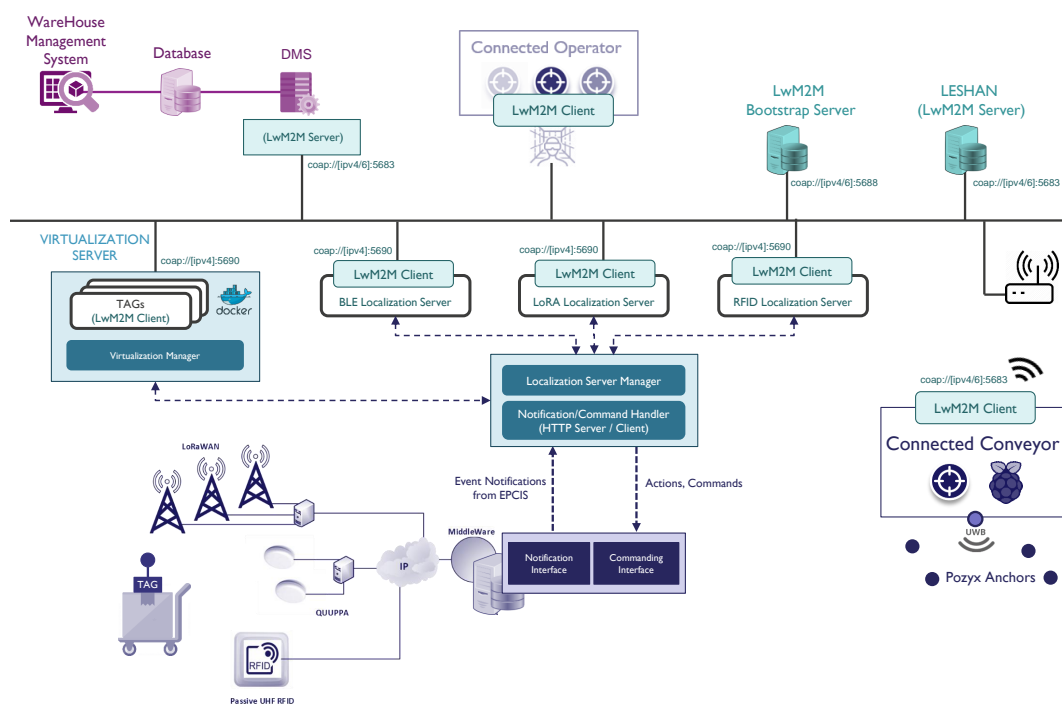 WareHouse
Management
System
Database
DMS
(LwM2M Server)
coap://[ipv4/6]:5683
Connected Operator
LwM2M Client
LwM2M
Bootstrap Server
coap://[ipv4/6]:5688
LESHAN
(LwM2M Server)
coap://[ipv4/6]:5683
VIRTUALIZATION
SERVER
coap://[ipv4]:5690
TAGs
(LwM2M Client)
docker
Virtualization Manager
coap://[ipv4]:5690
LwM2M Client
BLE Localization Server
coap://[ipv4]:5690
LwM2M Client
LoRA Localization Server
coap://[ipv4]:5690
LwM2M Client
RFID Localization Server
Localization Server Manager
Notification/Command Handler
(HTTP Server / Client)
coap://[ipv4/6]:5683
LwM2M Client
Connected Conveyor
UWB
Pozyx Anchors
LoRaWAN
Event Notifications
from EPCIS
Actions, Commands
MiddleWare
IP
Notification
Interface
Commanding
Interface
TAG
QUUPPA
RFID
Passive UHF RFID